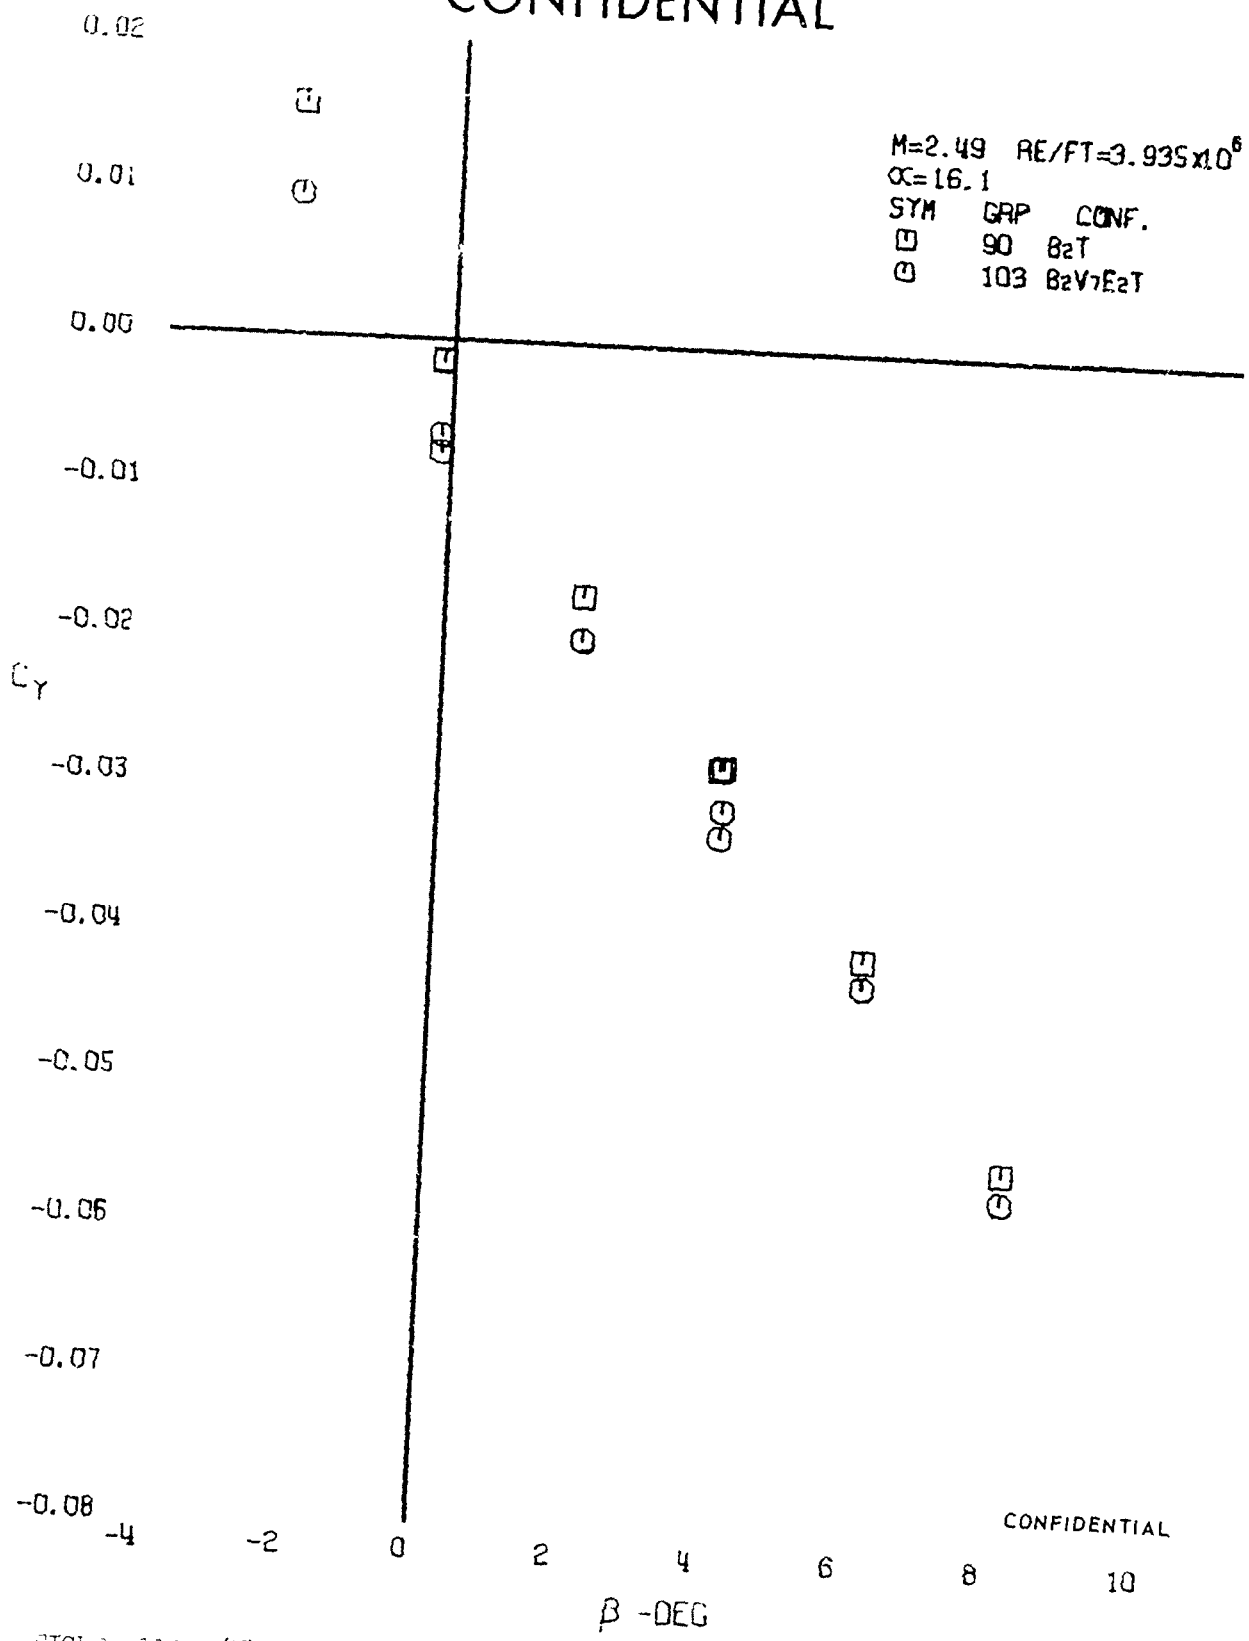 CONFIDENTIAL
0.02
0.01
0.00
-0.01
-0.02
-0.03
-0.04
-0.05
-0.06
-0.07
-0.08
CY
M=2.49 RE/FT=3.935x10^6
∝=16.1
SYM GRP CONF.
90 B2T
103 B2V7E2T
-4 -2 0 2 4 6 8 10
β -DEG
CONFIDENTIAL